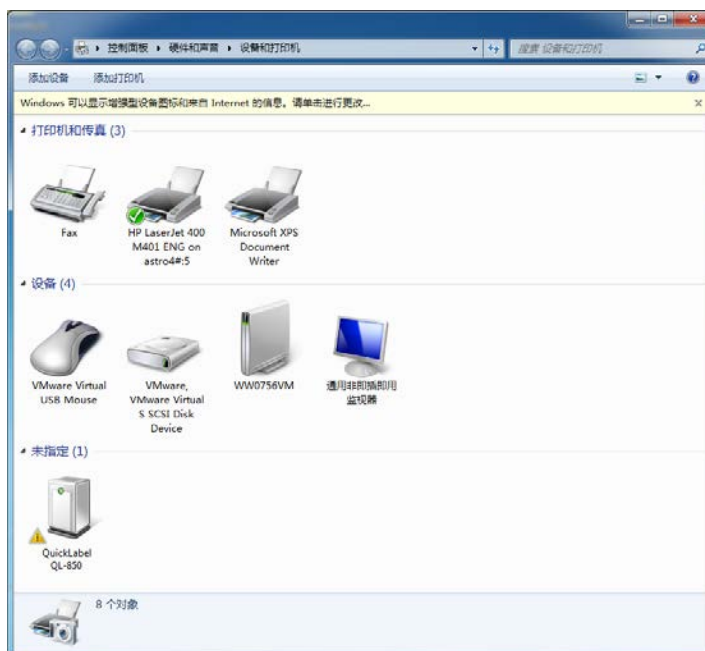 控制面板 ▸ 硬件和声音 ▸ 设备和打印机
搜索 设备和打印机
添加设备 添加打印机
Windows 可以显示增强型设备图标和来自 Internet 的信息。请单击进行更改...
打印机和传真 (3)
Fax
HP LaserJet 400
M401 ENG on
astro4#:5
Microsoft XPS
Document
Writer
设备 (4)
VMware Virtual
USB Mouse
VMware,
VMware Virtual
S SCSI Disk
Device
WW0756VM
通用非即插即用
监视器
未指定 (1)
QuickLabel
QL-850
8 个对象